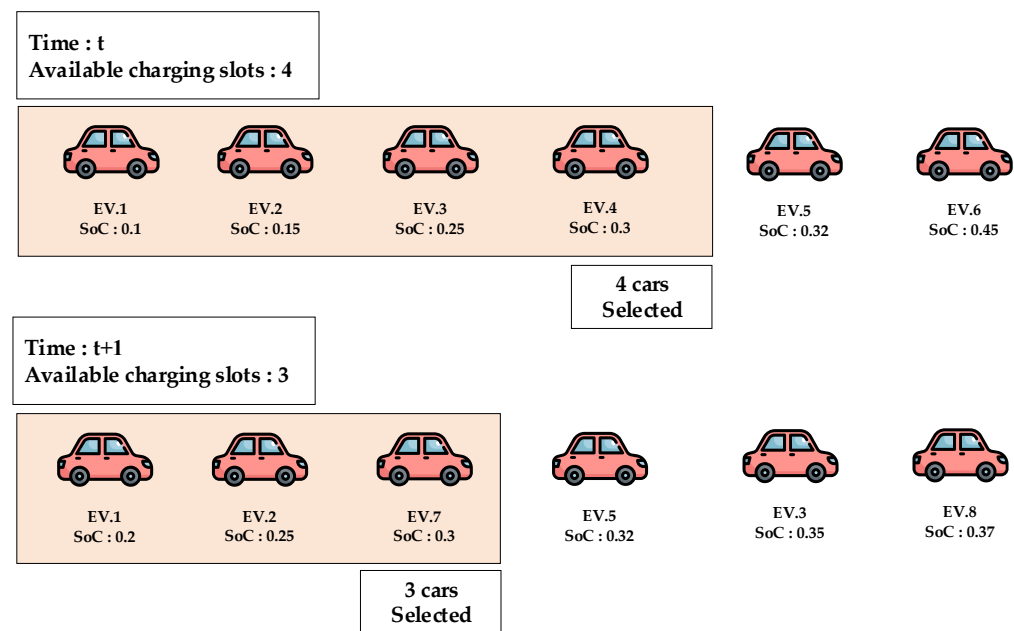 Time : t
Available charging slots : 4
EV.1
SoC : 0.1
EV.2
SoC : 0.15
EV.3
SoC : 0.25
EV.4
SoC : 0.3
EV.5
SoC : 0.32
EV.6
SoC : 0.45
4 cars
Selected
Time : t+1
Available charging slots : 3
EV.1
SoC : 0.2
EV.2
SoC : 0.25
EV.7
SoC : 0.3
EV.5
SoC : 0.32
EV.3
SoC : 0.35
EV.8
SoC : 0.37
3 cars
Selected